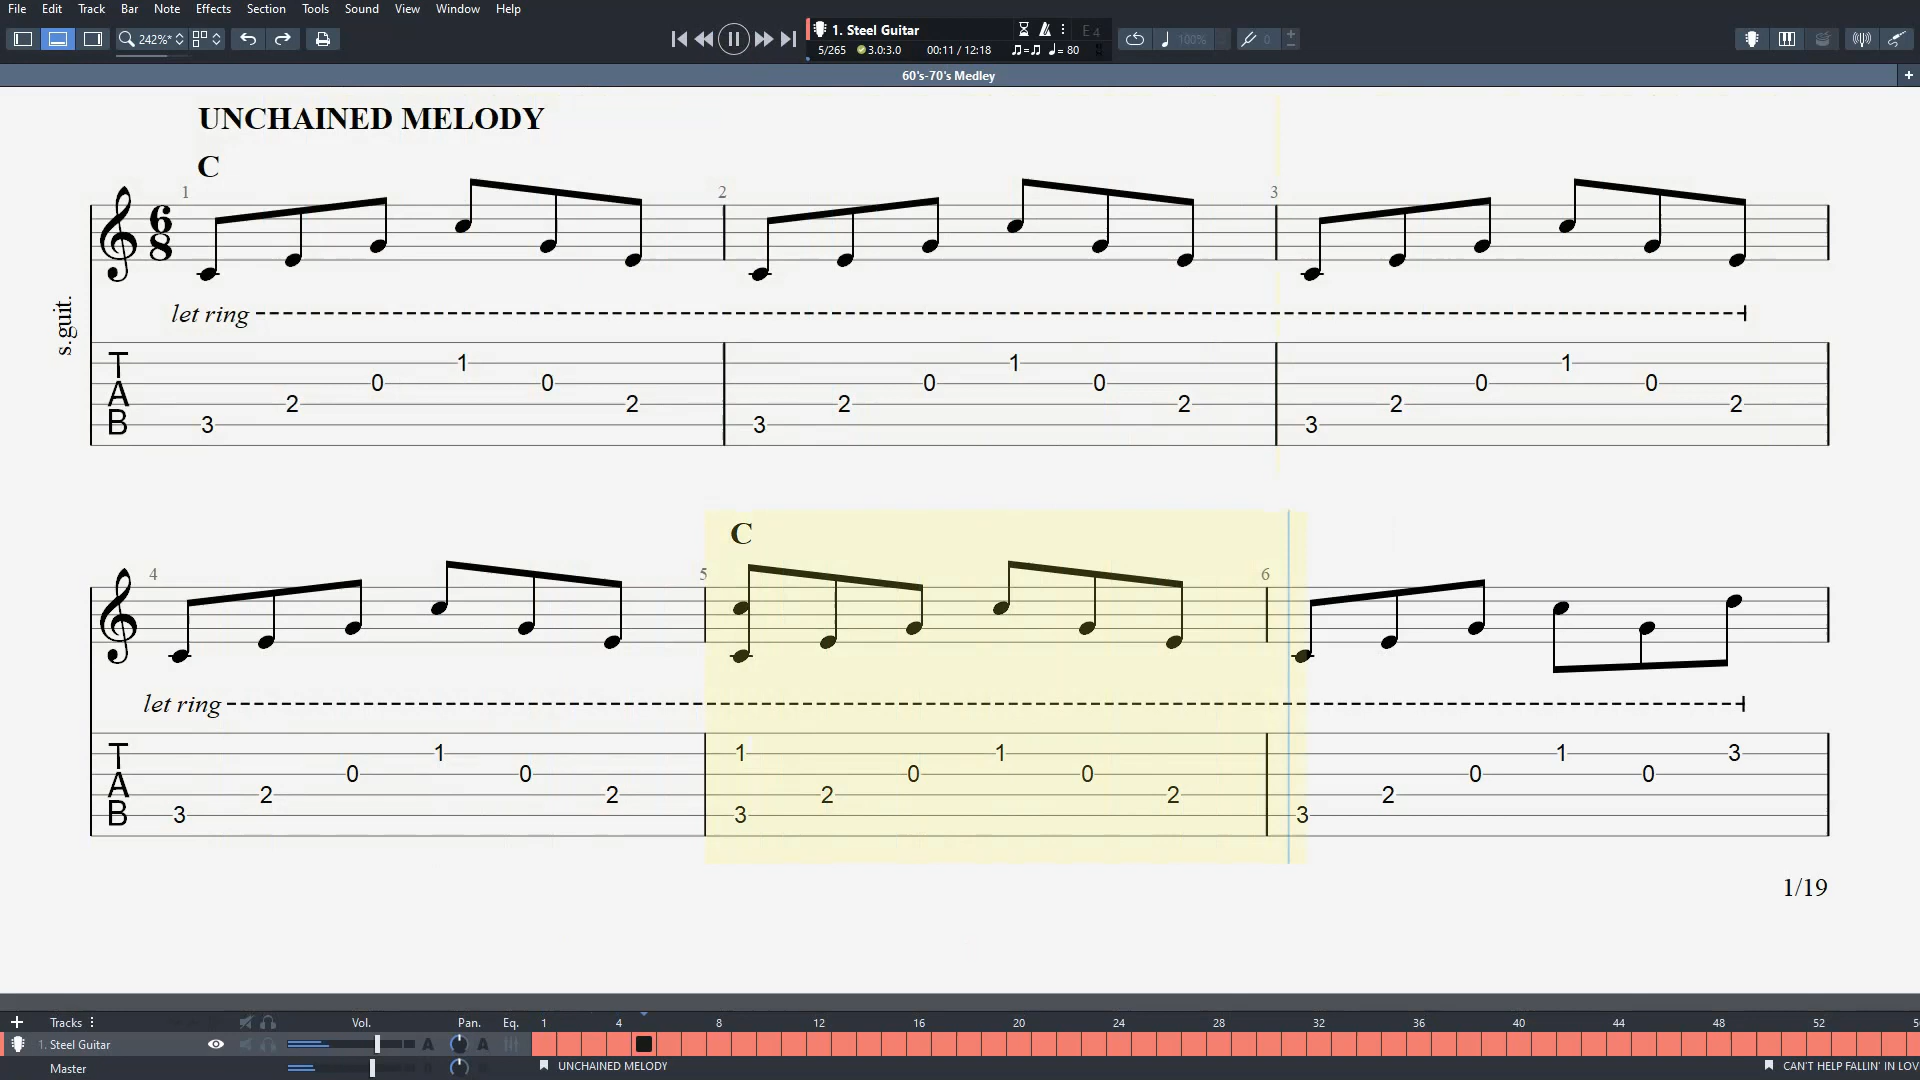 File Edit Track Bar Note Effects Section Tools Sound View Window Help
242%* 1. Steel Guitar E 4
5/265 3.0:3.0 00:11 / 12:18 ♫=♫ ♩= 80 100% 0
60's-70's Medley
UNCHAINED MELODY
C
1 2 3
6
8
s.guit.
let ring
T 1 1 1
A 0 0 0 0 0 0
2 2 2 2 2 2
B 3 3 3
C
4 5 6
let ring
T 1 1 1 1 3
A 0 0 0 0 0 0
2 2 2 2 2
B 3 3 3
1/19
Tracks Vol. Pan. Eq. 1 4 8 12 16 20 24 28 32 36 40 44 48 52
1. Steel Guitar A A
Master UNCHAINED MELODY CAN'T HELP FALLIN' IN LOV